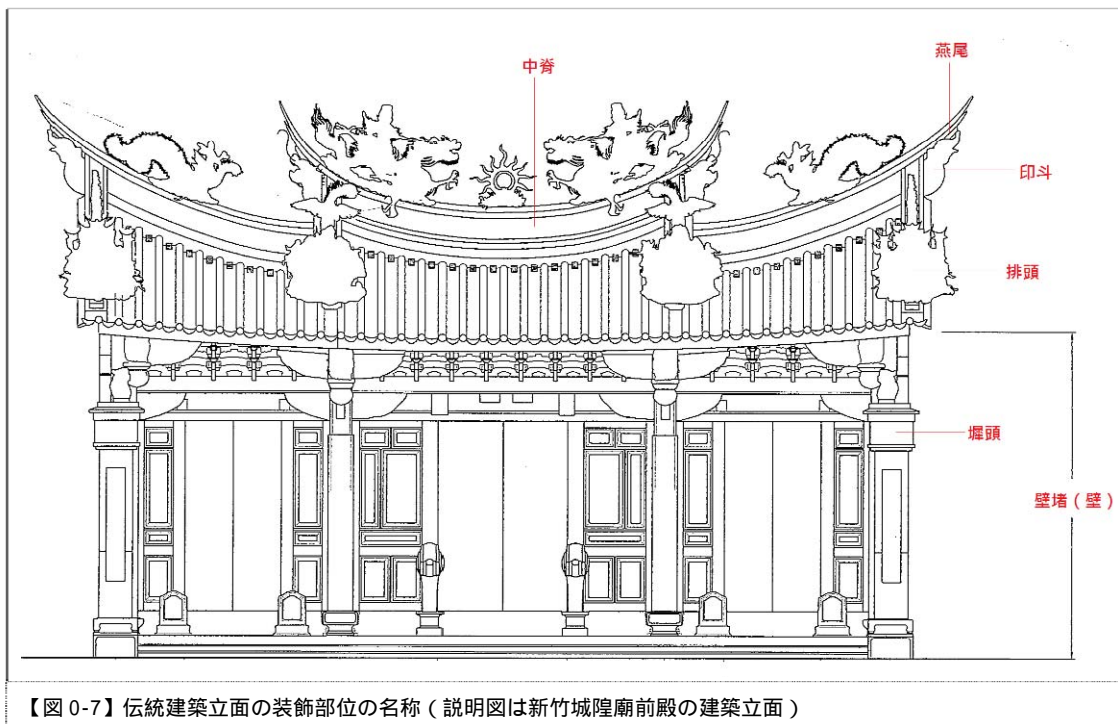 燕尾
中脊
印斗
排頭
墀頭
壁堵(壁)
【図 0-7】伝統建築立面の装飾部位の名称(説明図は新竹城隍廟前殿の建築立面)